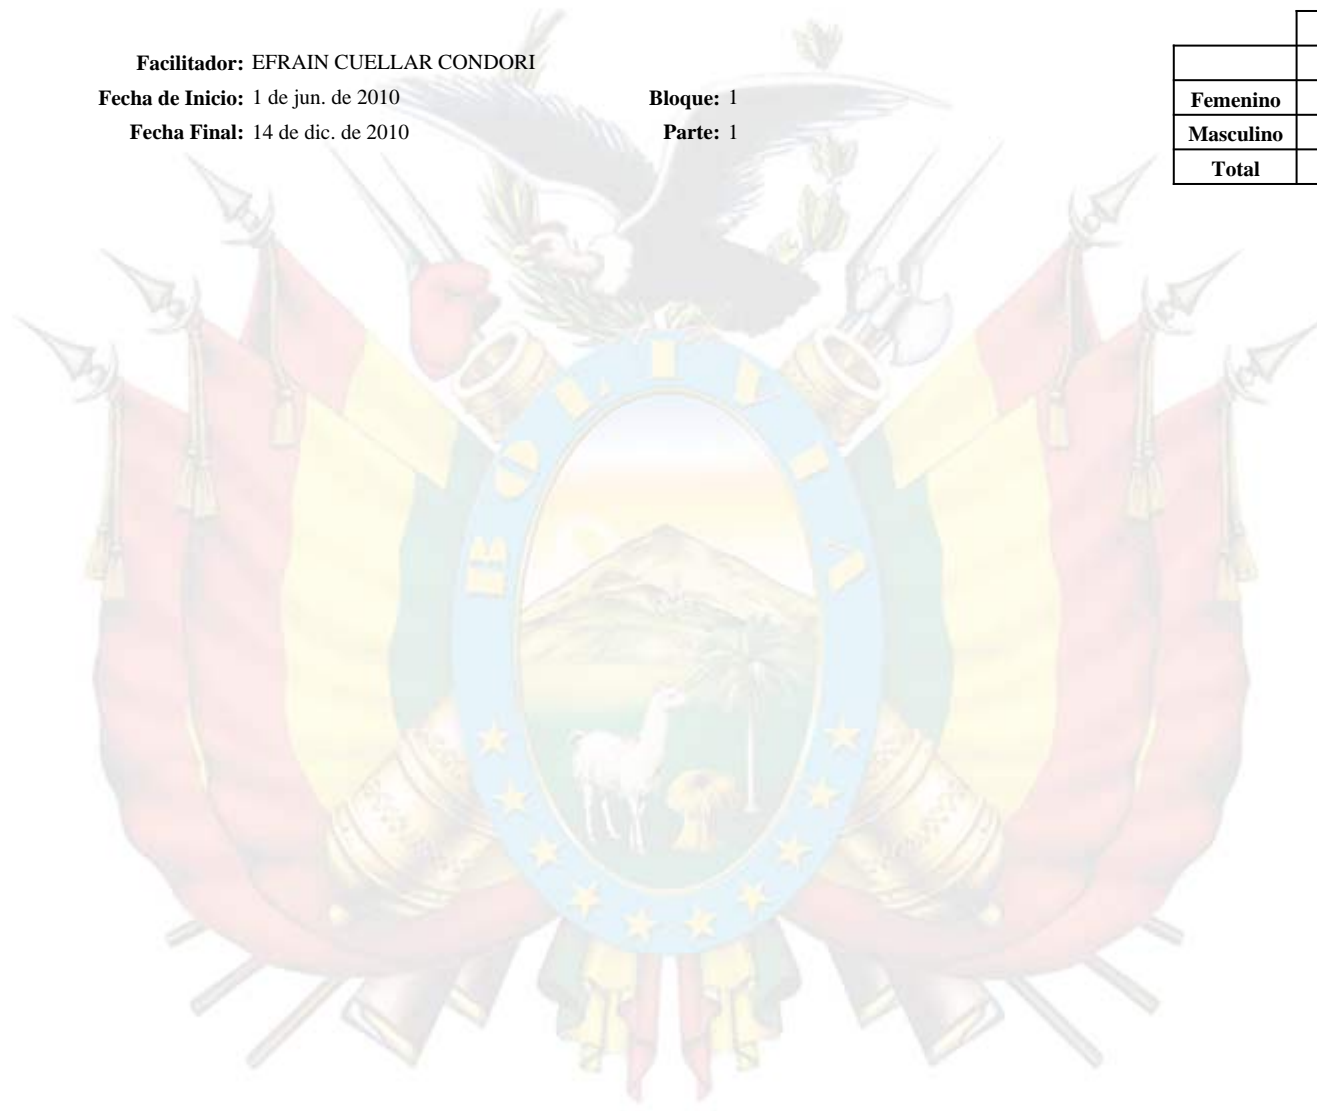 Facilitador: EFRAIN CUELLAR CONDORI
Fecha de Inicio: 1 de jun. de 2010 Bloque: 1
Fecha Final: 14 de dic. de 2010 Parte: 1
Femenino
Masculino
Total
BOLIVIA